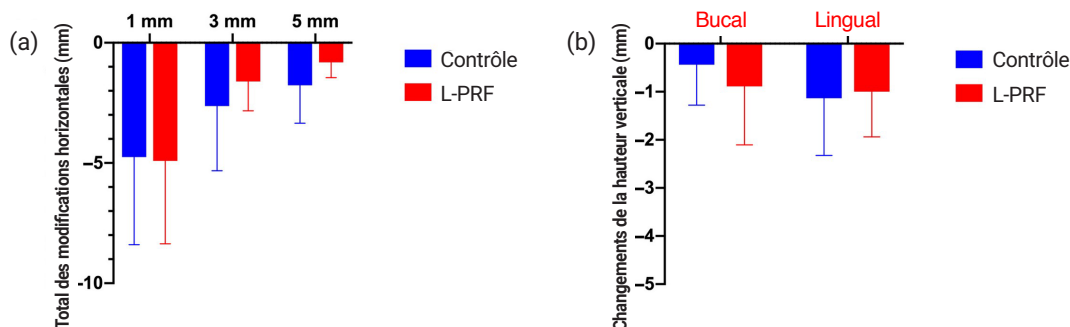 (a)
1 mm 3 mm 5 mm
Total des modifications horizontales (mm)
0
–5
-10
Contrôle
L-PRF
(b)
Bucal Lingual
Changements de la hauteur verticale (mm)
0
–1
–2
–3
–4
–5
Contrôle
L-PRF